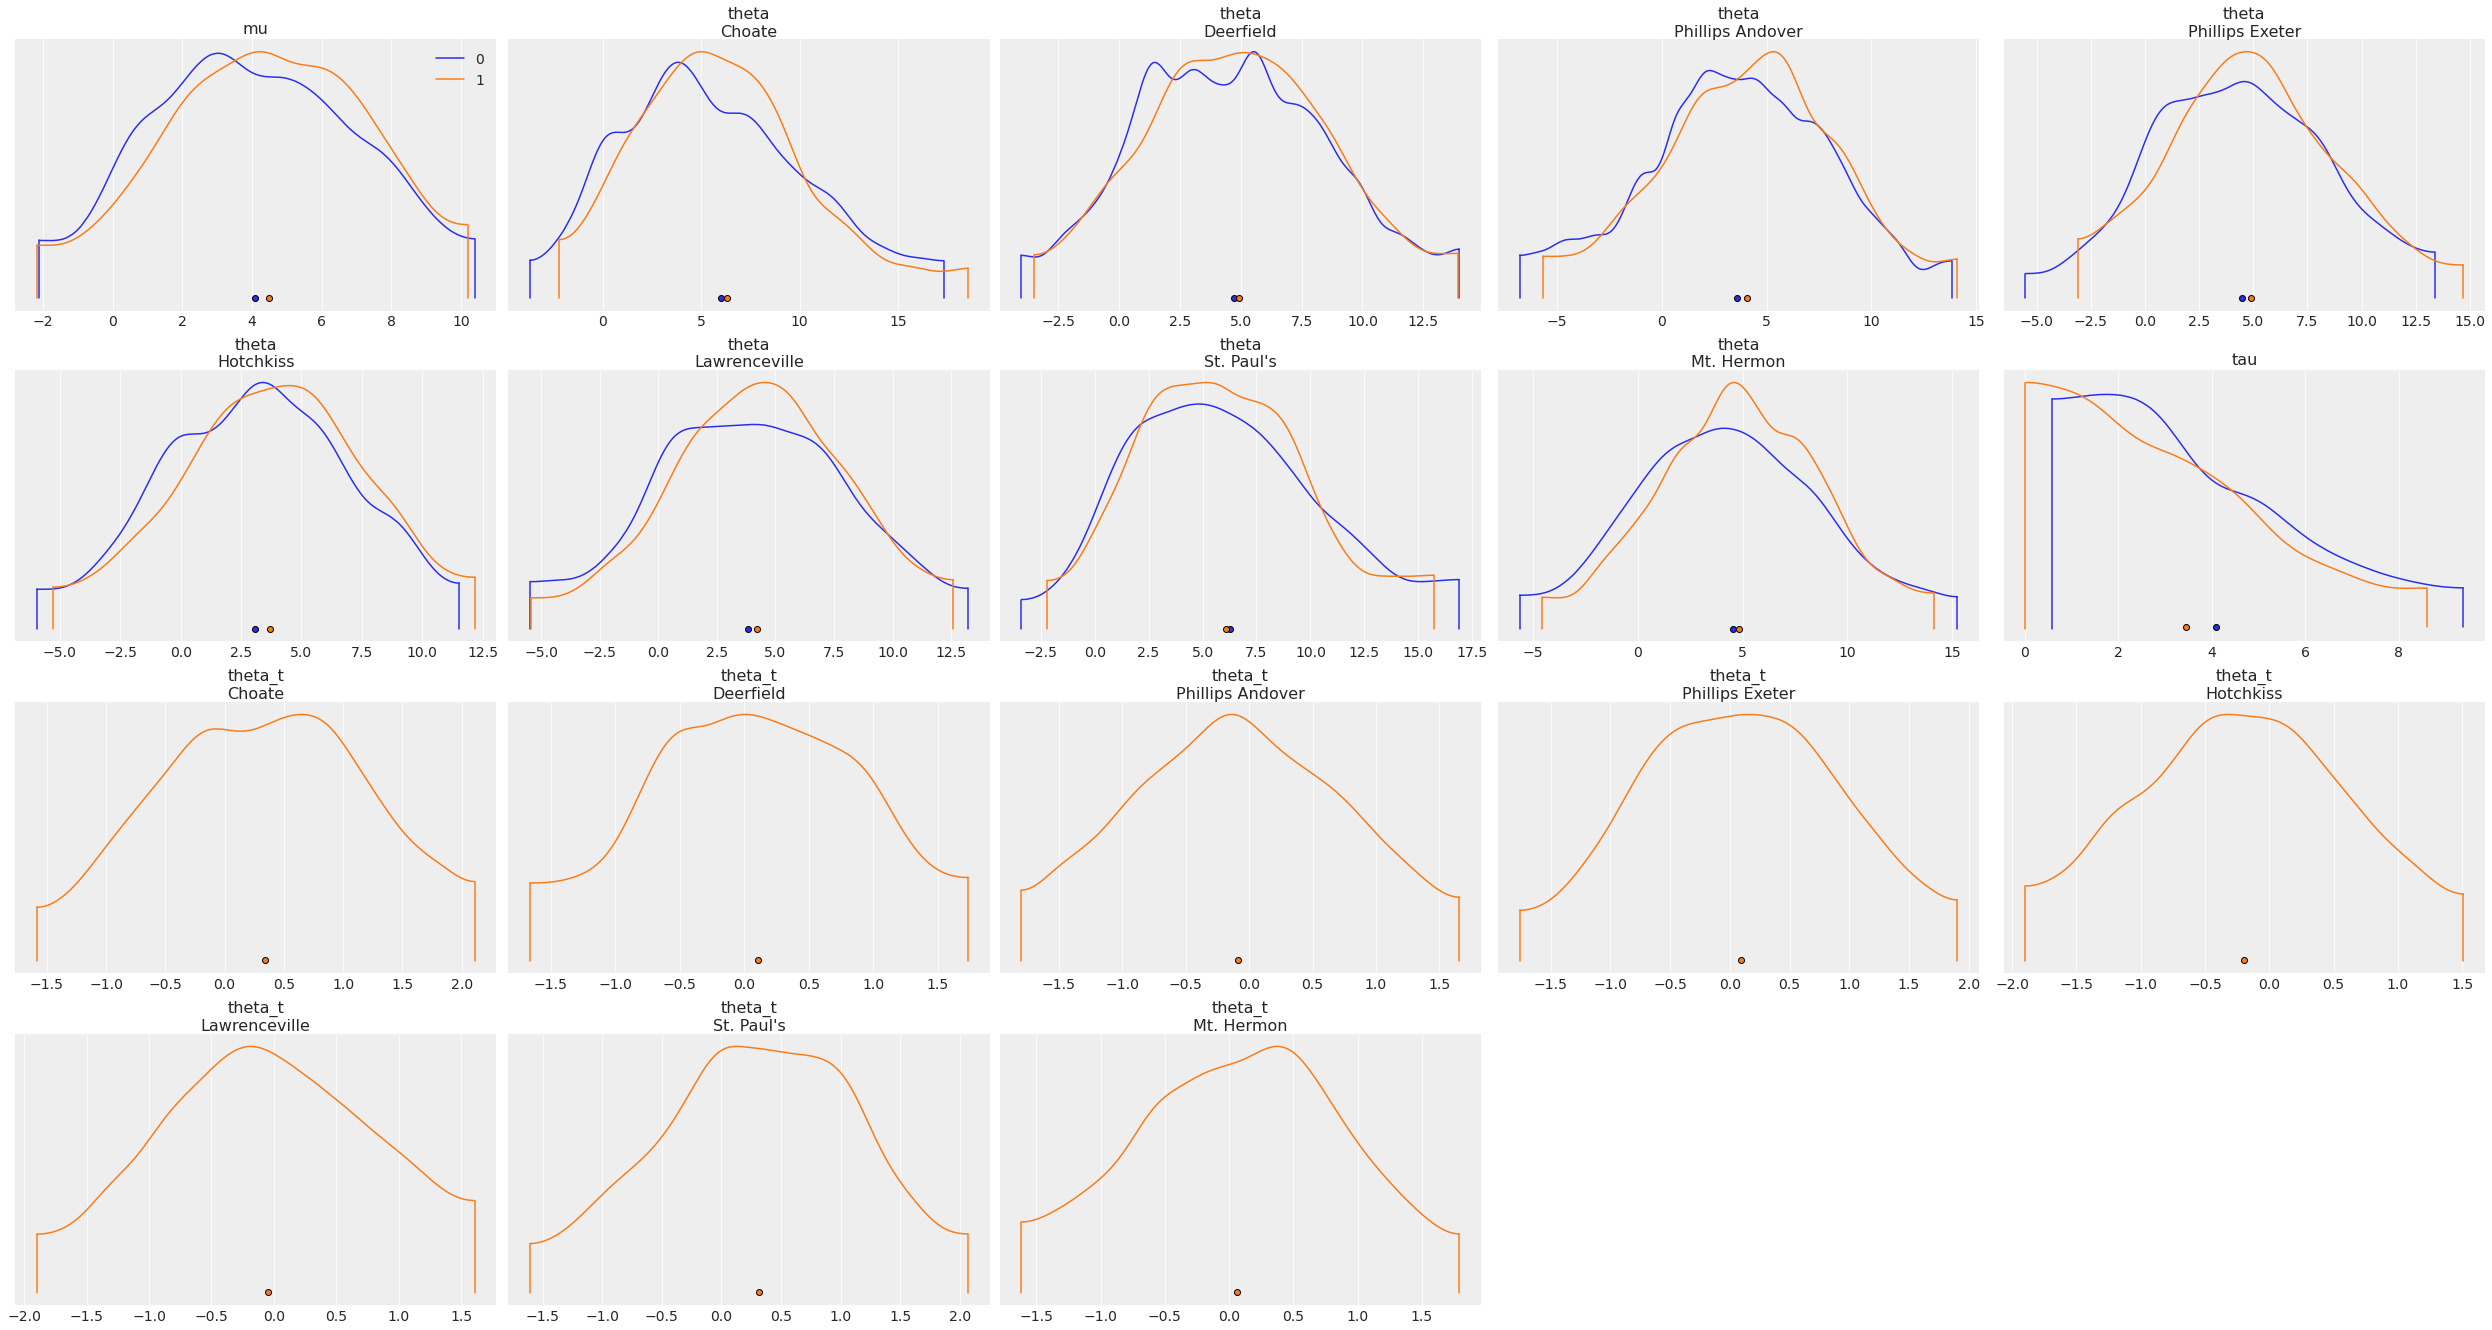 mu
0
1
−2 0 2 4 6 8 10
theta
Choate
0 5 10 15
theta
Deerfield
−2.5 0.0 2.5 5.0 7.5 10.0 12.5
theta
Phillips Andover
−5 0 5 10 15
theta
Phillips Exeter
−5.0 −2.5 0.0 2.5 5.0 7.5 10.0 12.5 15.0
theta
Hotchkiss
−5.0 −2.5 0.0 2.5 5.0 7.5 10.0 12.5
theta
Lawrenceville
−5.0 −2.5 0.0 2.5 5.0 7.5 10.0 12.5
theta
St. Paul's
−2.5 0.0 2.5 5.0 7.5 10.0 12.5 15.0 17.5
theta
Mt. Hermon
−5 0 5 10 15
tau
0 2 4 6 8
theta_t
Choate
−1.5 −1.0 −0.5 0.0 0.5 1.0 1.5 2.0
theta_t
Deerfield
−1.5 −1.0 −0.5 0.0 0.5 1.0 1.5
theta_t
Phillips Andover
−1.5 −1.0 −0.5 0.0 0.5 1.0 1.5
theta_t
Phillips Exeter
−1.5 −1.0 −0.5 0.0 0.5 1.0 1.5 2.0
theta_t
Hotchkiss
−2.0 −1.5 −1.0 −0.5 0.0 0.5 1.0 1.5
theta_t
Lawrenceville
−2.0 −1.5 −1.0 −0.5 0.0 0.5 1.0 1.5
theta_t
St. Paul's
−1.5 −1.0 −0.5 0.0 0.5 1.0 1.5 2.0
theta_t
Mt. Hermon
−1.5 −1.0 −0.5 0.0 0.5 1.0 1.5